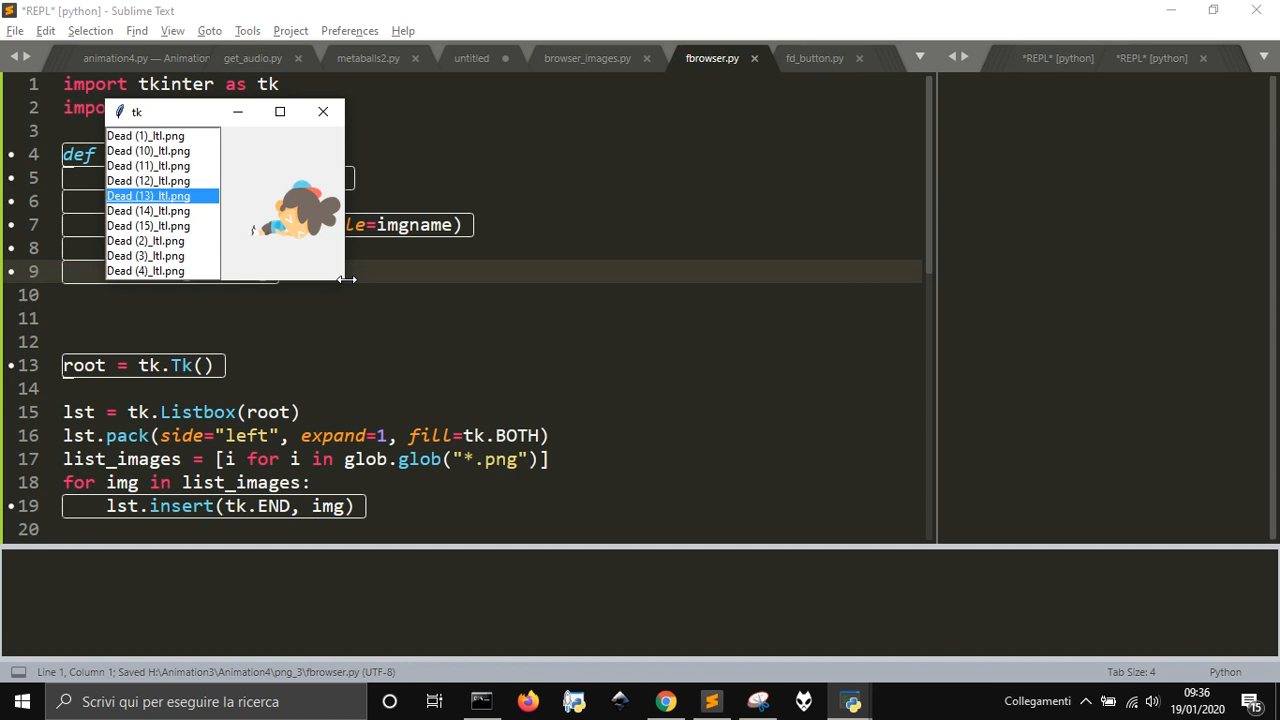 *REPL* [python] - Sublime Text
File Edit Selection Find View Goto Tools Project Preferences Help
animation4.py — Animation get_audio.py metaballs2.py untitled browser_images.py fbrowser.py fd_button.py *REPL* [python] *REPL* [python]
1 import tkinter as tk
2 impo
3
4 def
5
6
7 le=imgname)
8
9
10
11
12
13 root = tk.Tk()
14
15 lst = tk.Listbox(root)
16 lst.pack(side="left", expand=1, fill=tk.BOTH)
17 list_images = [i for i in glob.glob("*.png")]
18 for img in list_images:
19 lst.insert(tk.END, img)
20
tk
Dead (1)_ltl.png
Dead (10)_ltl.png
Dead (11)_ltl.png
Dead (12)_ltl.png
Dead (13)_ltl.png
Dead (14)_ltl.png
Dead (15)_ltl.png
Dead (2)_ltl.png
Dead (3)_ltl.png
Dead (4)_ltl.png
Line 1, Column 1; Saved H:\Animation3\Animation4\png_3\fbrowser.py (UTF-8) Tab Size: 4 Python
Scrivi qui per eseguire la ricerca
Collegamenti
09:36
19/01/2020
15